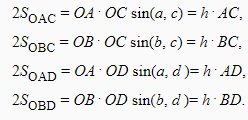 2S_OAC = OA · OC sin(a, c) = h · AC,
2S_OBC = OB · OC sin(b, c) = h · BC,
2S_OAD = OA · OD sin(a, d )= h · AD,
2S_OBD = OB · OD sin(b, d )= h · BD.